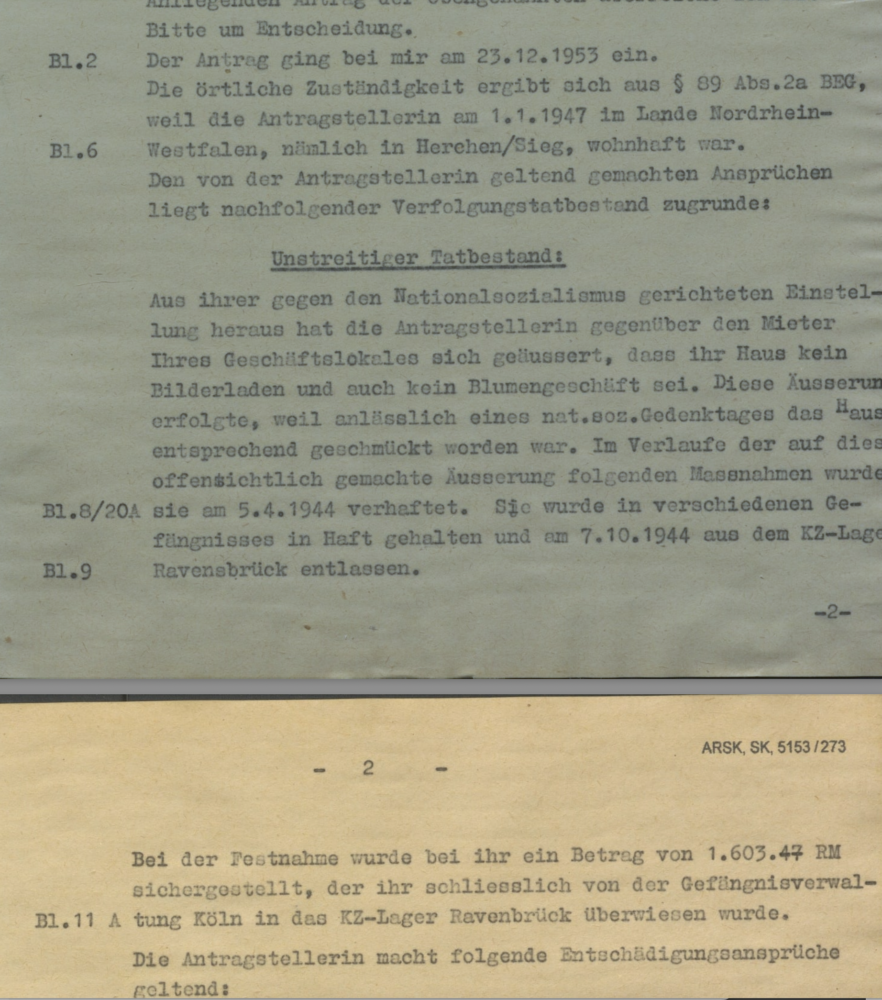 Anliegenden Antrag der Obengenannten
Bitte um Entscheidung.
Bl.2 Der Antrag ging bei mir am 23.12.1953 ein.
Die örtliche Zuständigkeit ergibt sich aus § 89 Abs.2a BEG,
weil die Antragstellerin am 1.1.1947 im Lande Nordrhein-
Bl.6 Westfalen, nämlich in Herchen/Sieg, wohnhaft war.
Den von der Antragstellerin geltend gemachten Ansprüchen
liegt nachfolgender Verfolgungstatbestand zugrunde:
Unstreitiger Tatbestand:
Aus ihrer gegen den Nationalsozialismus gerichteten Einstel-
lung heraus hat die Antragstellerin gegenüber den Mieter
Ihres Geschäftslokales sich geäussert, dass ihr Haus kein
Bilderladen und auch kein Blumengeschäft sei. Diese Äusserun
erfolgte, weil anlässlich eines nat.soz.Gedenktages das Haus
entsprechend geschmückt worden war. Im Verlaufe der auf dies
offensichtlich gemachte Äusserung folgenden Massnahmen wurde
Bl.8/20A sie am 5.4.1944 verhaftet. Sie wurde in verschiedenen Ge-
fängnisses in Haft gehalten und am 7.10.1944 aus dem KZ-Lage
Bl.9 Ravensbrück entlassen.
-2-
ARSK, SK, 5153/273
- 2 -
Bei der Festnahme wurde bei ihr ein Betrag von 1.603.47 RM
sichergestellt, der ihr schliesslich von der Gefängnisverwal-
Bl.11 A tung Köln in das KZ-Lager Ravenbrück überwiesen wurde.
Die Antragstellerin macht folgende Entschädigungsansprüche
geltend: